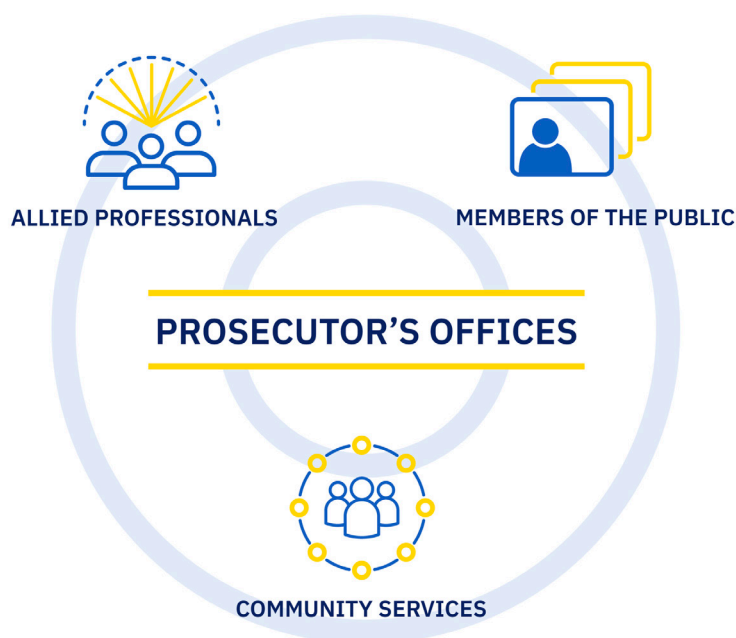 ALLIED PROFESSIONALS
MEMBERS OF THE PUBLIC
PROSECUTOR’S OFFICES
COMMUNITY SERVICES